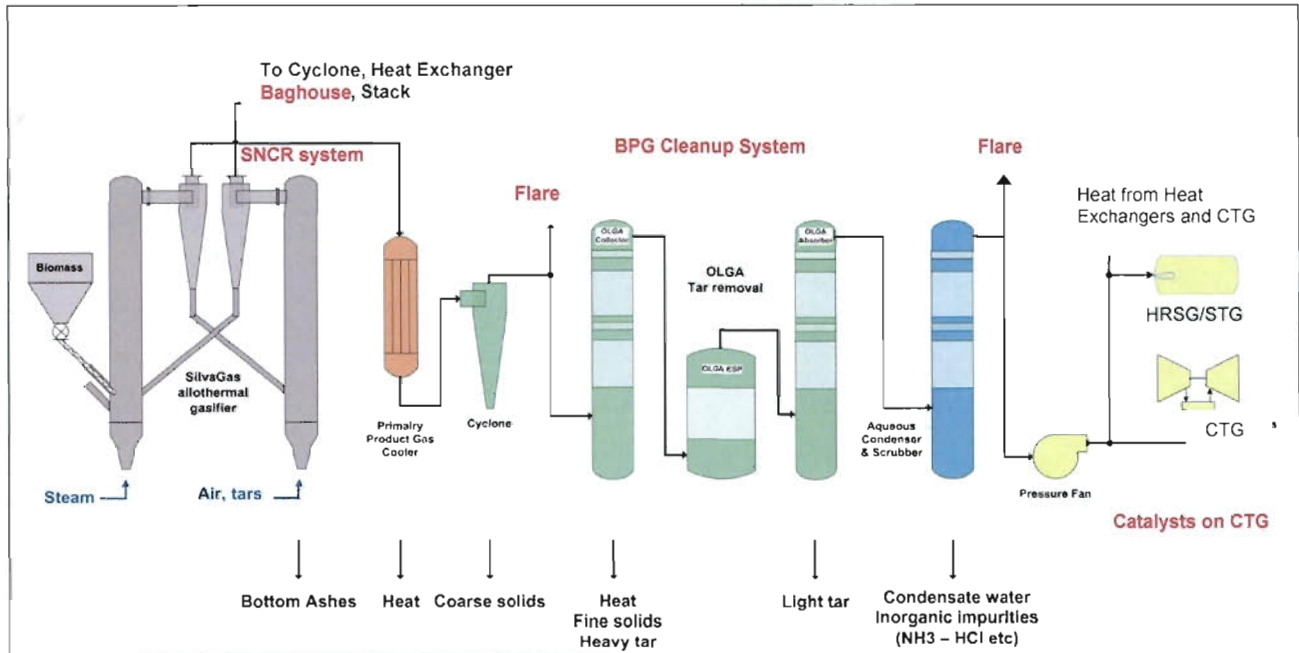 To Cyclone, Heat Exchanger
Baghouse, Stack
SNCR system
BPG Cleanup System
Flare
Flare
Heat from Heat
Exchangers and CTG
Biomass
OLGA
Collector
OLGA
Absorber
OLGA
Tar removal
HRSG/STG
OLGA ESP
SilvaGas
allothermal
gasifier
Primairy
Product Gas
Cooler
Cyclone
Aqueous
Condenser
& Scrubber
CTG
s
Pressure Fan
Steam
Air, tars
Catalysts on CTG
Bottom Ashes
Heat
Coarse solids
Heat
Fine solids
Heavy tar
Light tar
Condensate water
Inorganic impurities
(NH3 – HCl etc)